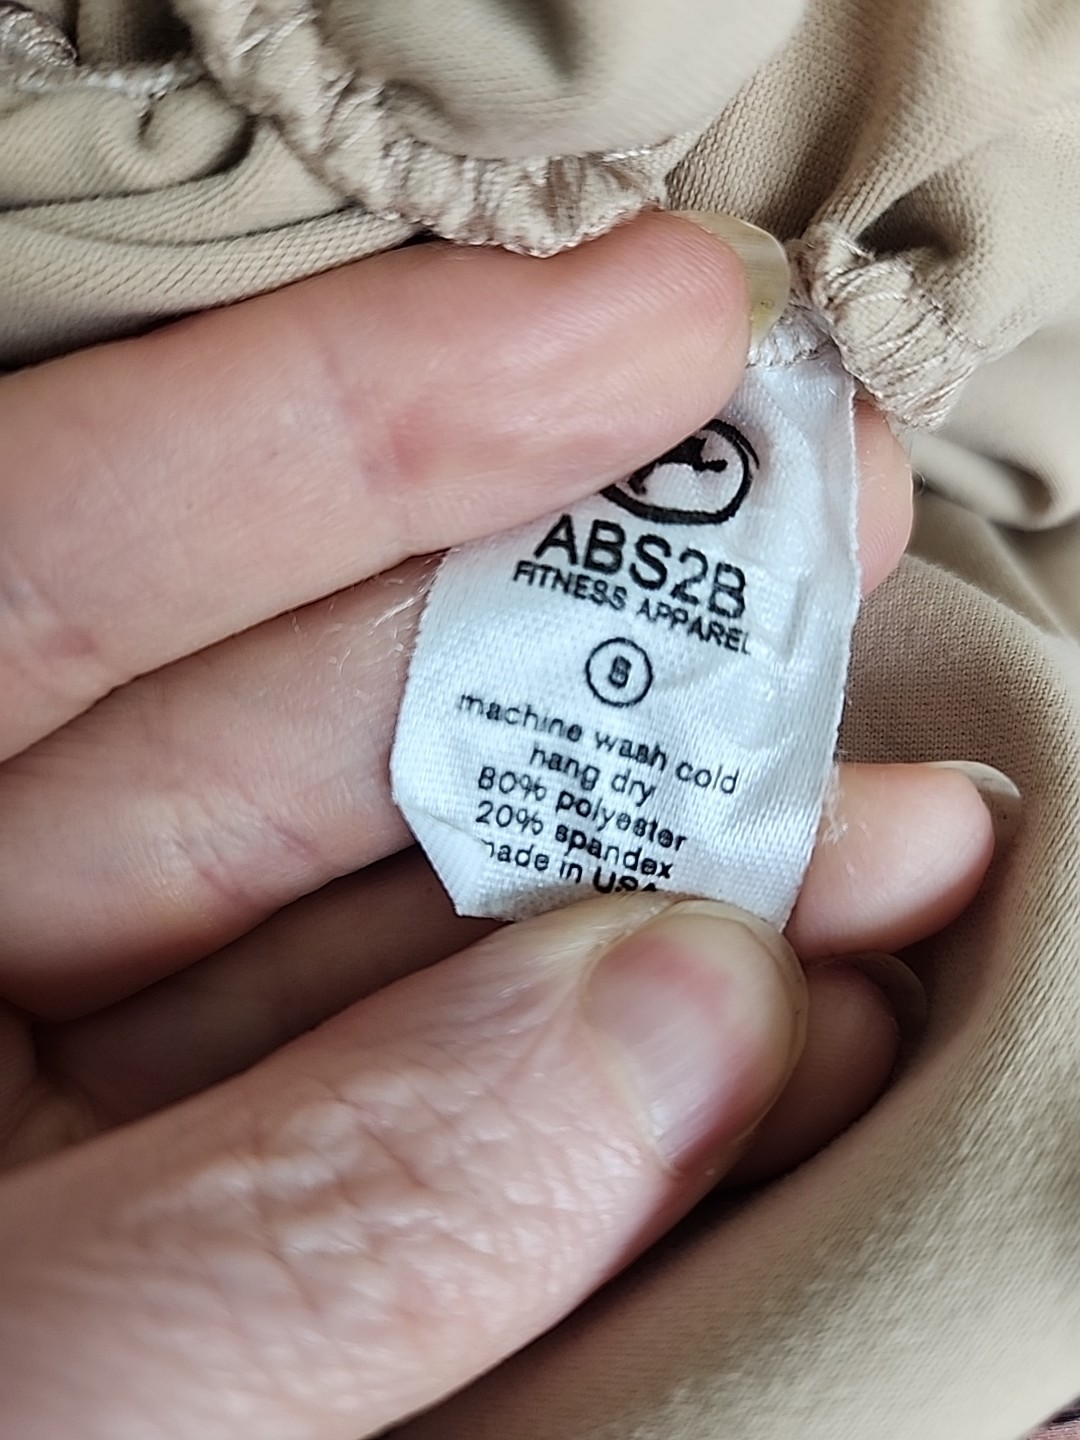 ABS2B
FITNESS APPAREL
S
machine wash cold
hang dry
80% polyester
20% spandex
made in USA